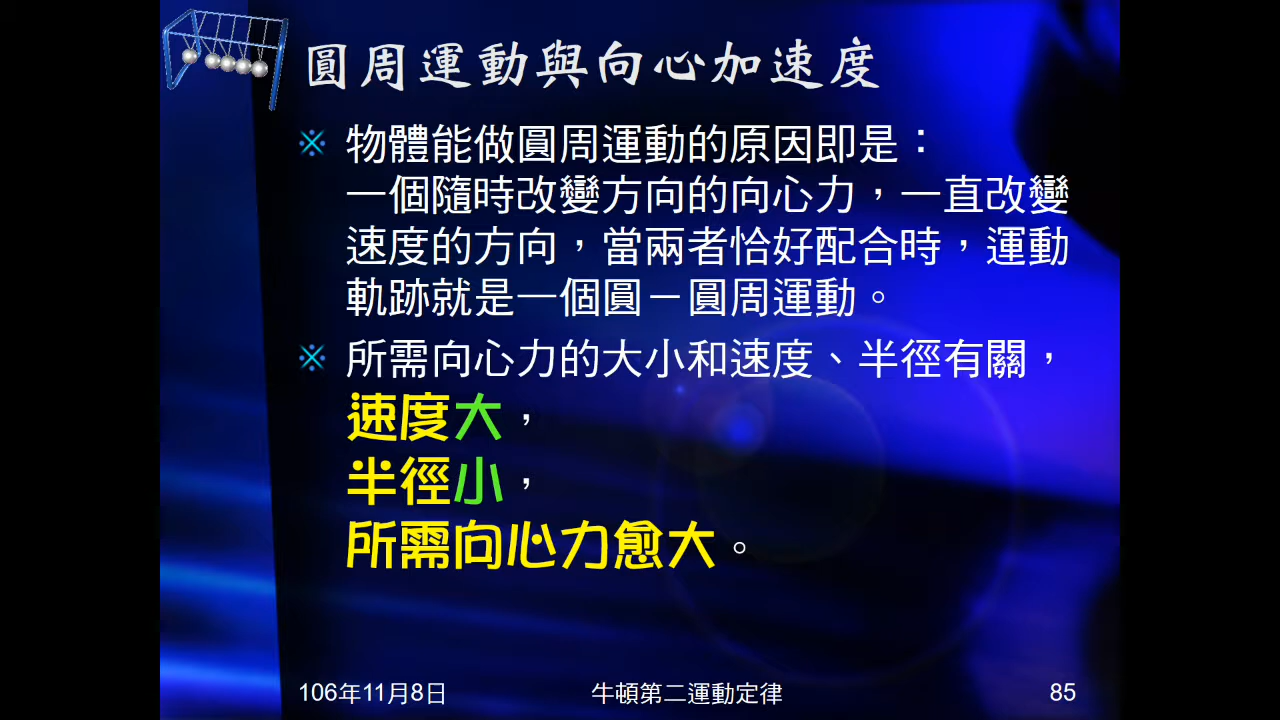 圓周運動與向心加速度
※ 物體能做圓周運動的原因即是：
一個隨時改變方向的向心力，一直改變
速度的方向，當兩者恰好配合時，運動
軌跡就是一個圓－圓周運動。
※ 所需向心力的大小和速度、半徑有關，
速度大，
半徑小，
所需向心力愈大。
106年11月8日 牛頓第二運動定律 85